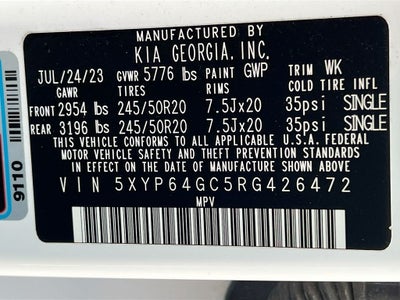 MANUFACTURED BY
KIA GEORGIA, INC.
JUL/24/23 GVWR 5776 lbs PAINT GWP TRIM WK
GAWR TIRES RIMS COLD TIRE INFL
FRONT 2954 lbs 245/50R20 7.5Jx20 35psi SINGLE
REAR 3196 lbs 245/50R20 7.5Jx20 35psi SINGLE
THIS VEHICLE CONFORMS TO ALL APPLICABLE U.S.A. FEDERAL
MOTOR VEHICLE SAFETY BUMPER AND THEFT PREVENTION STANDARDS
IN EFFECT ON THE DATE OF MANUFACTURE SHOWN ABOVE
VIN 5XYP64GC5RG426472
MPV
9110